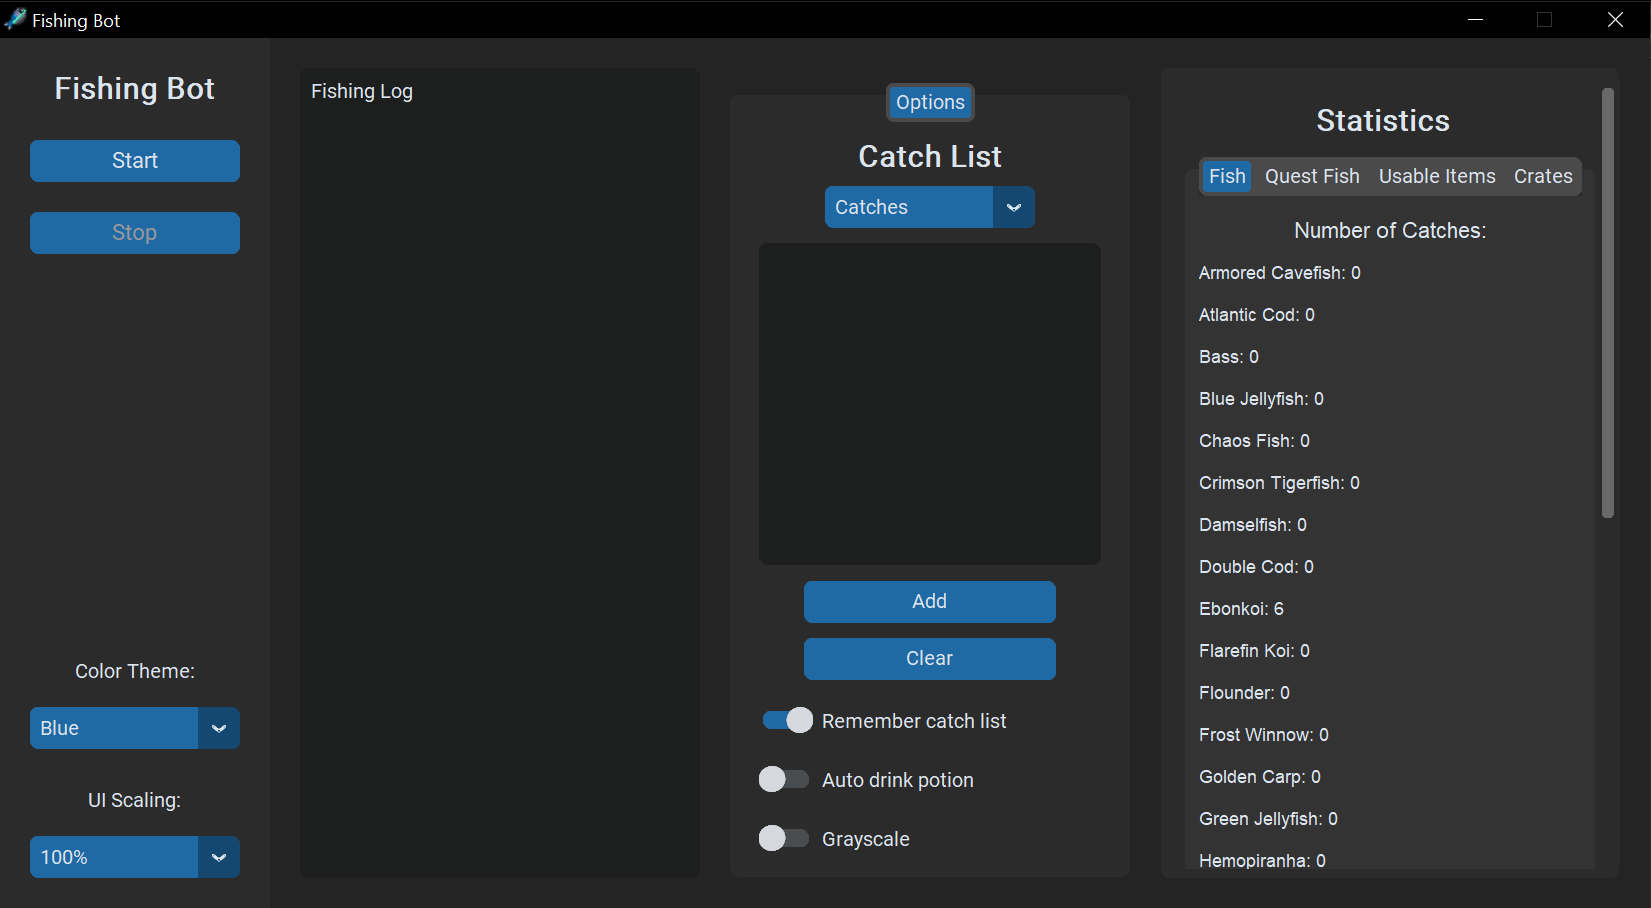 Fishing Bot
Fishing Bot
Start
Stop
Color Theme:
Blue
UI Scaling:
100%
Fishing Log
Options
Catch List
Catches
Add
Clear
Remember catch list
Auto drink potion
Grayscale
Statistics
Fish Quest Fish Usable Items Crates
Number of Catches:
Armored Cavefish: 0
Atlantic Cod: 0
Bass: 0
Blue Jellyfish: 0
Chaos Fish: 0
Crimson Tigerfish: 0
Damselfish: 0
Double Cod: 0
Ebonkoi: 6
Flarefin Koi: 0
Flounder: 0
Frost Winnow: 0
Golden Carp: 0
Green Jellyfish: 0
Hemopiranha: 0